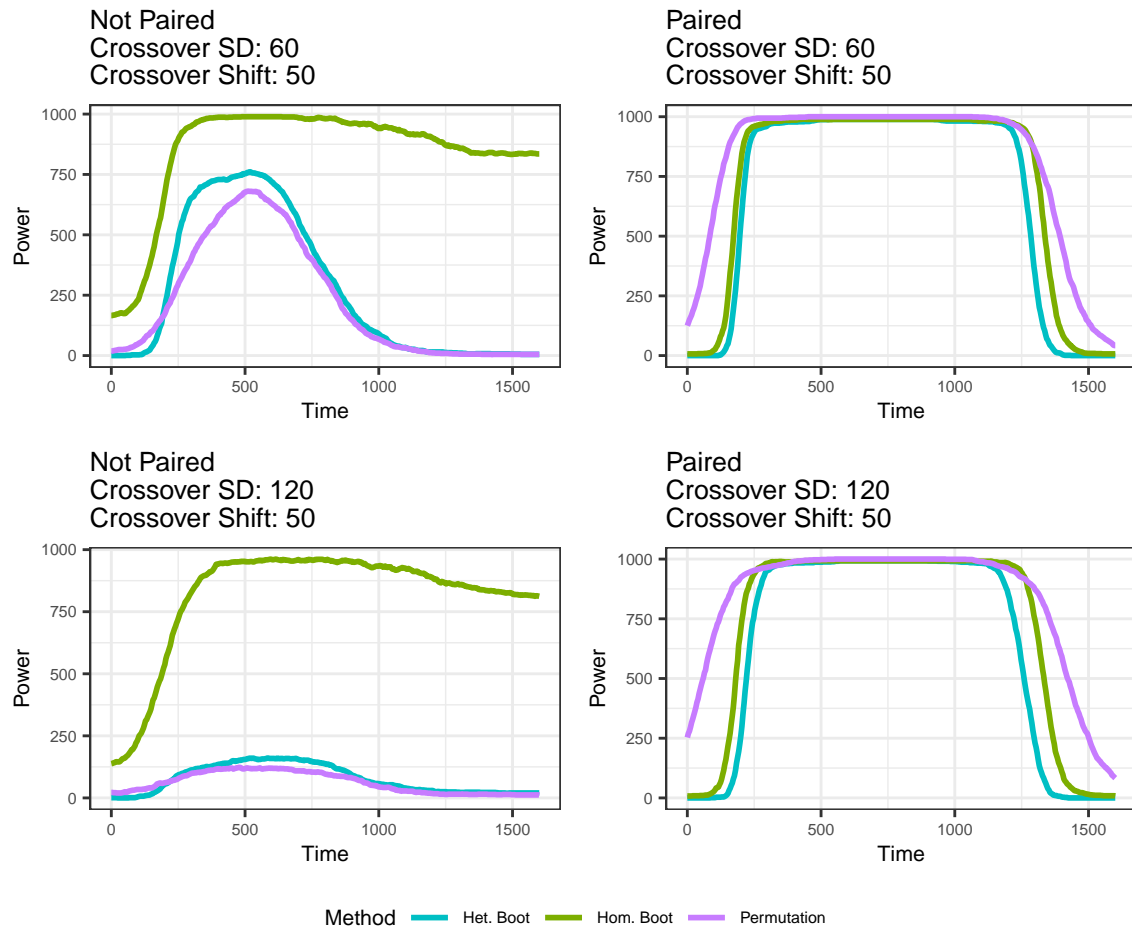 Not Paired
Crossover SD: 60
Crossover Shift: 50
1000
750
500
250
0
Power
0 500 1000 1500
Time
Paired
Crossover SD: 60
Crossover Shift: 50
1000
750
500
250
0
Power
0 500 1000 1500
Time
Not Paired
Crossover SD: 120
Crossover Shift: 50
1000
750
500
250
0
Power
0 500 1000 1500
Time
Paired
Crossover SD: 120
Crossover Shift: 50
1000
750
500
250
0
Power
0 500 1000 1500
Time
Method Het. Boot Hom. Boot Permutation